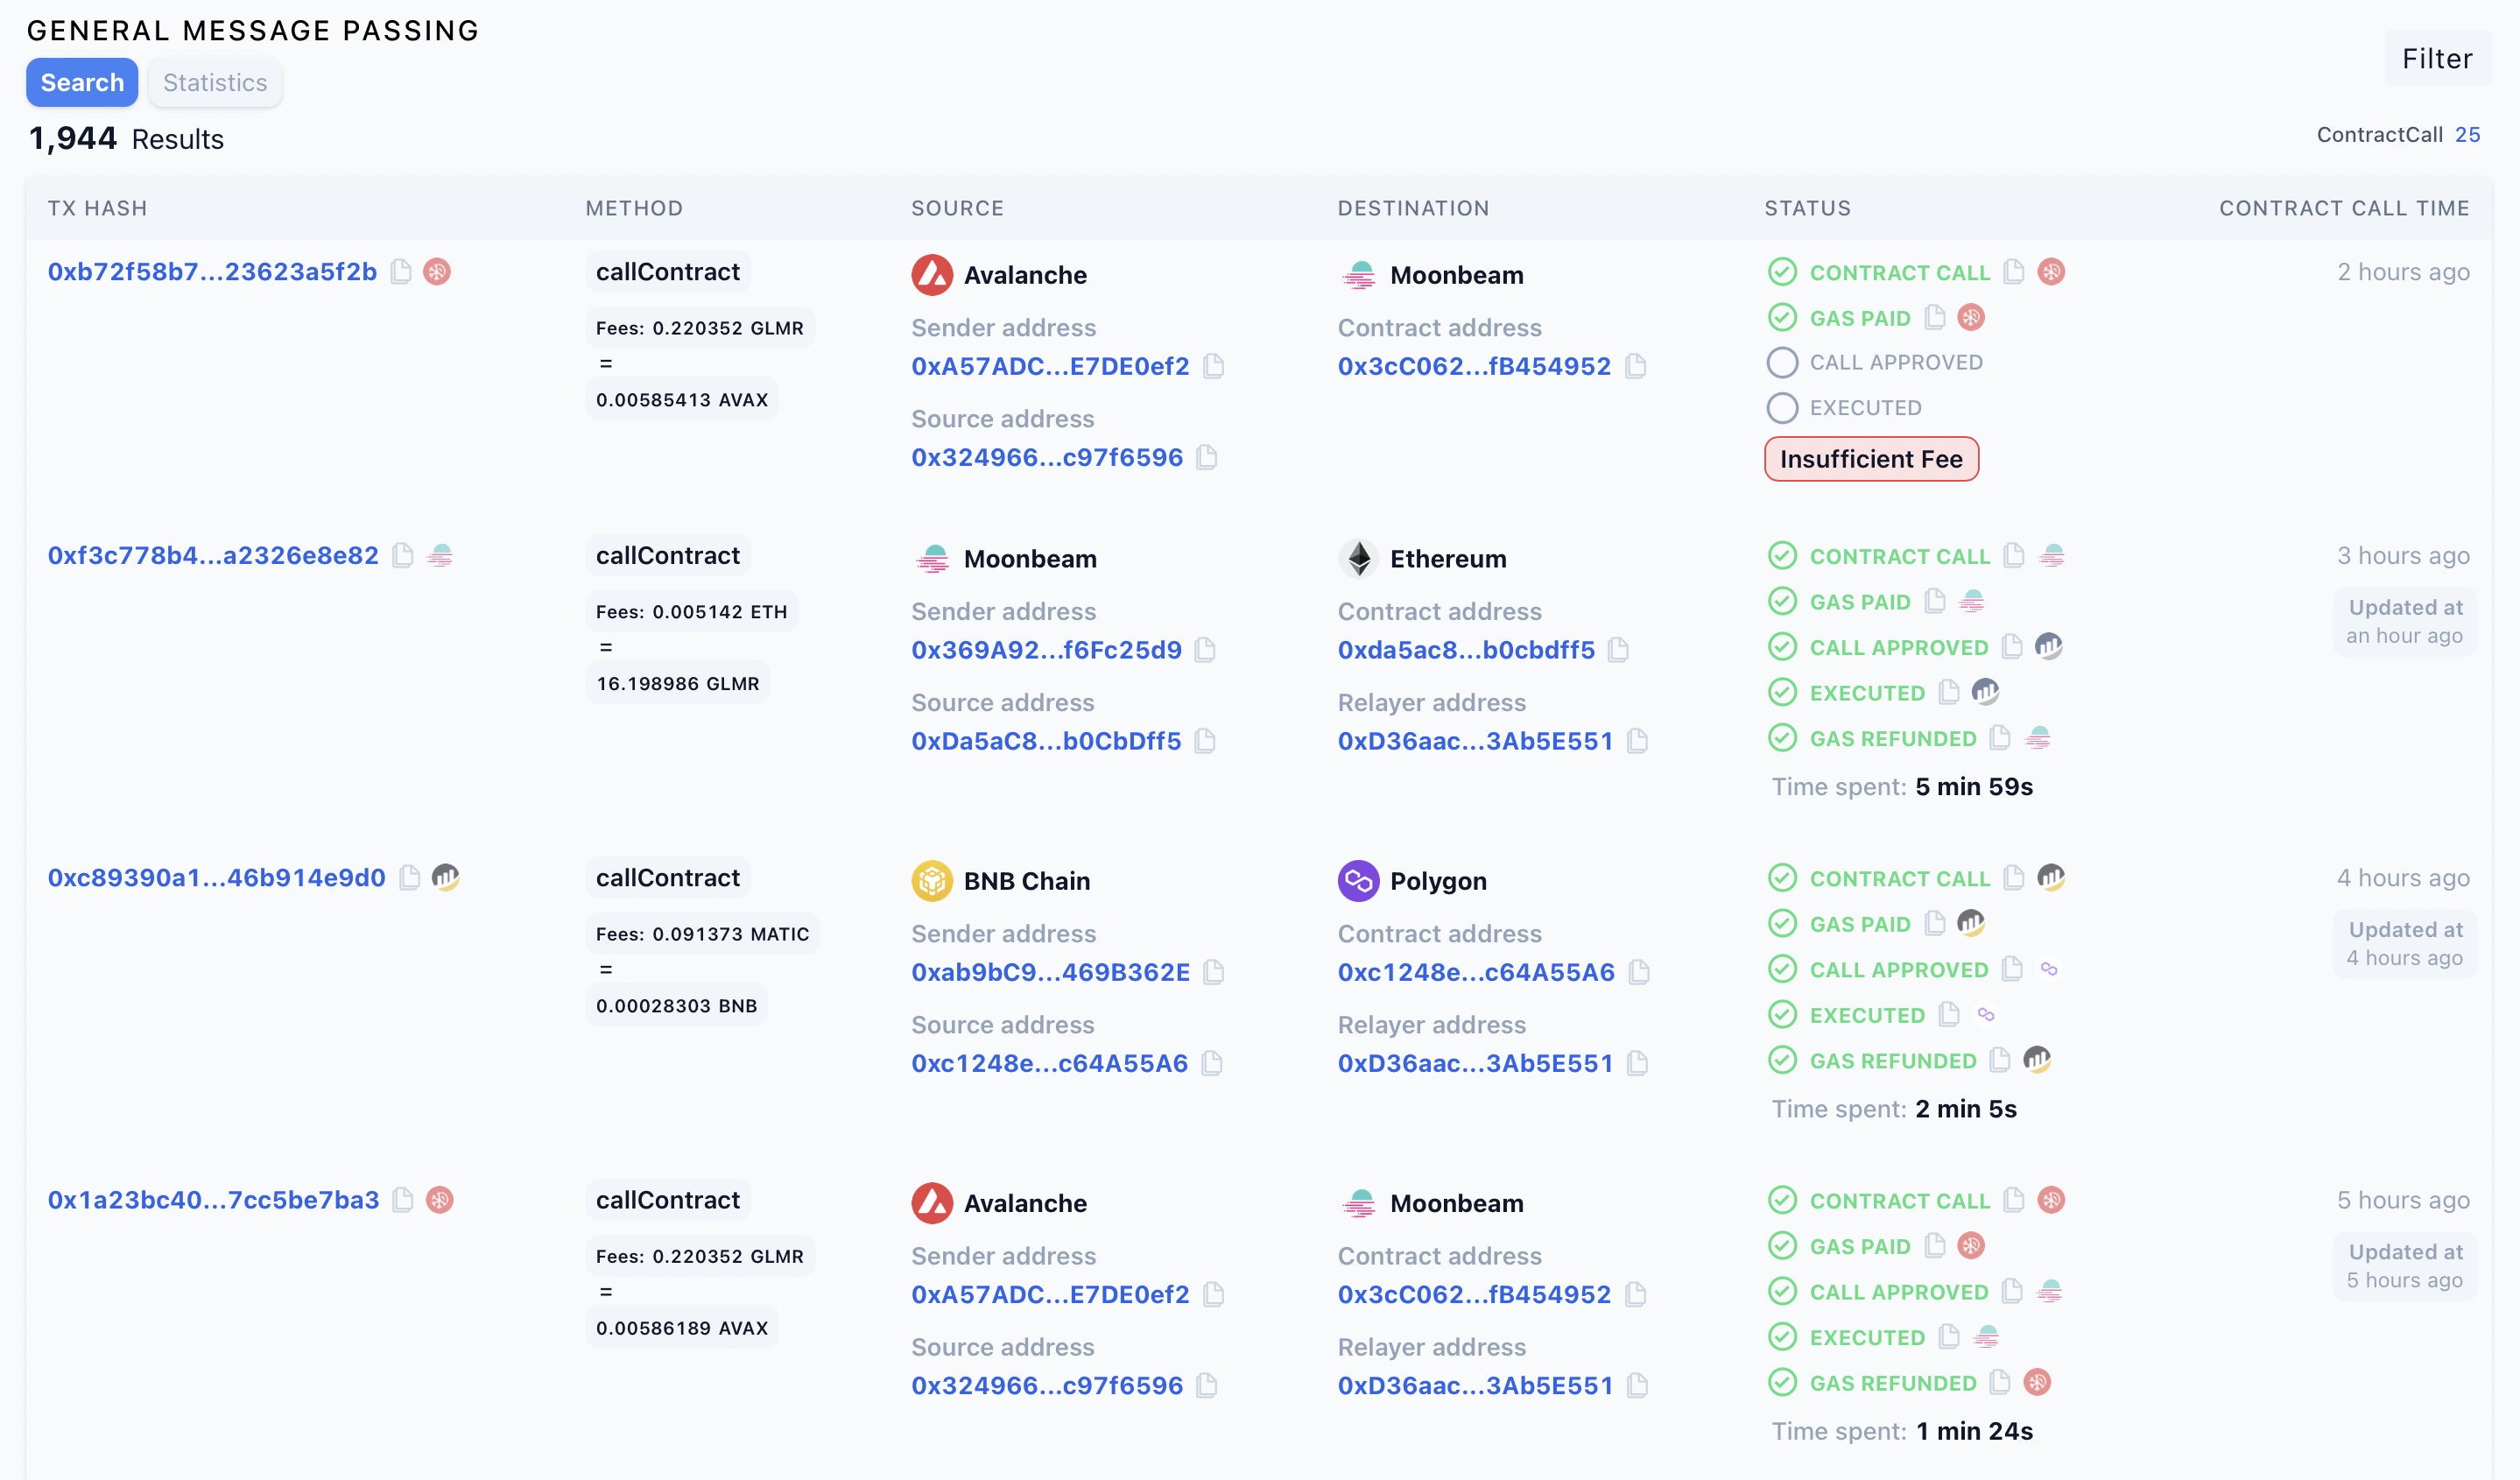 GENERAL MESSAGE PASSING
Filter
Search Statistics
1,944 Results
ContractCall 25
TX HASH METHOD SOURCE DESTINATION STATUS CONTRACT CALL TIME
0xb72f58b7...23623a5f2b
callContract
Fees: 0.220352 GLMR
=
0.00585413 AVAX
Avalanche
Sender address
0xA57ADC...E7DE0ef2
Source address
0x324966...c97f6596
Moonbeam
Contract address
0x3cC062...fB454952
CONTRACT CALL
GAS PAID
CALL APPROVED
EXECUTED
Insufficient Fee
2 hours ago
0xf3c778b4...a2326e8e82
callContract
Fees: 0.005142 ETH
=
16.198986 GLMR
Moonbeam
Sender address
0x369A92...f6Fc25d9
Source address
0xDa5aC8...b0CbDff5
Ethereum
Contract address
0xda5ac8...b0cbdff5
Relayer address
0xD36aac...3Ab5E551
CONTRACT CALL
GAS PAID
CALL APPROVED
EXECUTED
GAS REFUNDED
Time spent: 5 min 59s
3 hours ago
Updated at
an hour ago
0xc89390a1...46b914e9d0
callContract
Fees: 0.091373 MATIC
=
0.00028303 BNB
BNB Chain
Sender address
0xab9bC9...469B362E
Source address
0xc1248e...c64A55A6
Polygon
Contract address
0xc1248e...c64A55A6
Relayer address
0xD36aac...3Ab5E551
CONTRACT CALL
GAS PAID
CALL APPROVED
EXECUTED
GAS REFUNDED
Time spent: 2 min 5s
4 hours ago
Updated at
4 hours ago
0x1a23bc40...7cc5be7ba3
callContract
Fees: 0.220352 GLMR
=
0.00586189 AVAX
Avalanche
Sender address
0xA57ADC...E7DE0ef2
Source address
0x324966...c97f6596
Moonbeam
Contract address
0x3cC062...fB454952
Relayer address
0xD36aac...3Ab5E551
CONTRACT CALL
GAS PAID
CALL APPROVED
EXECUTED
GAS REFUNDED
Time spent: 1 min 24s
5 hours ago
Updated at
5 hours ago